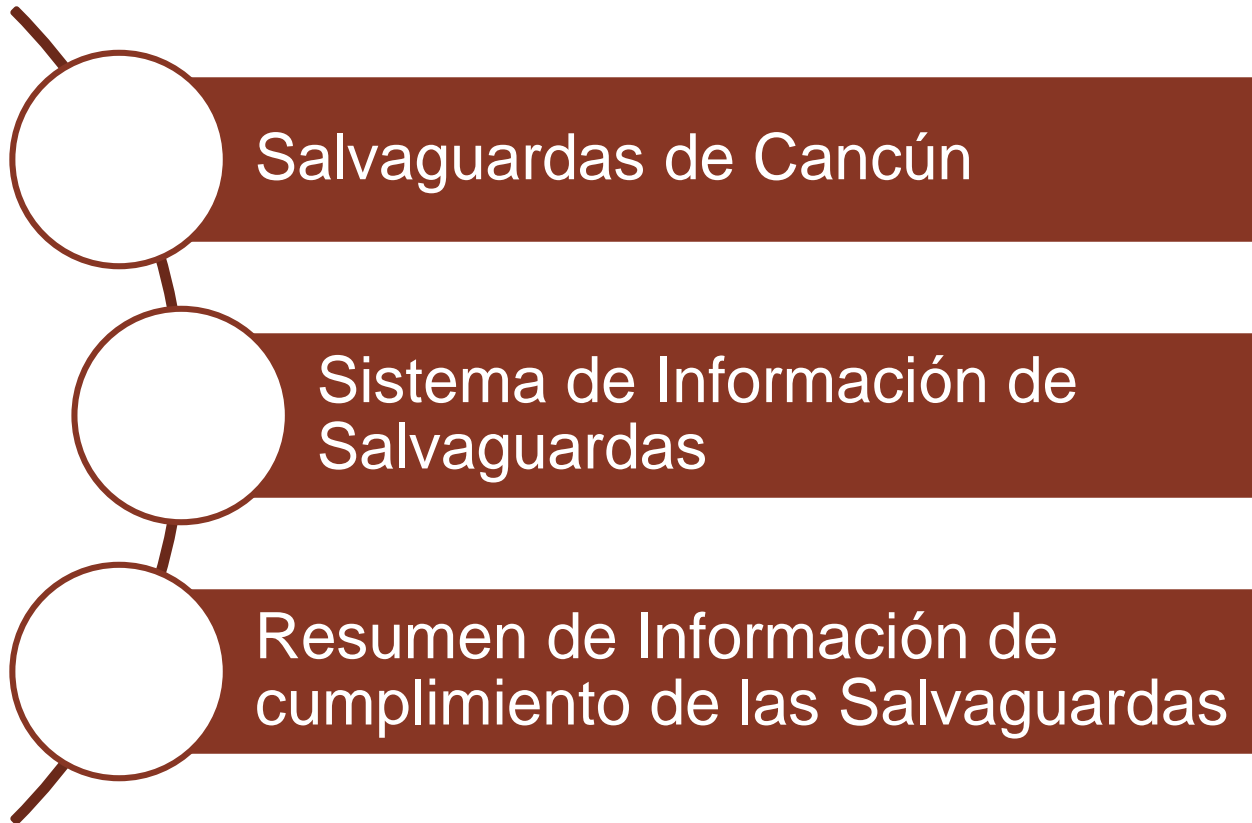 Salvaguardas de Cancún
Sistema de Información de
Salvaguardas
Resumen de Información de
cumplimiento de las Salvaguardas